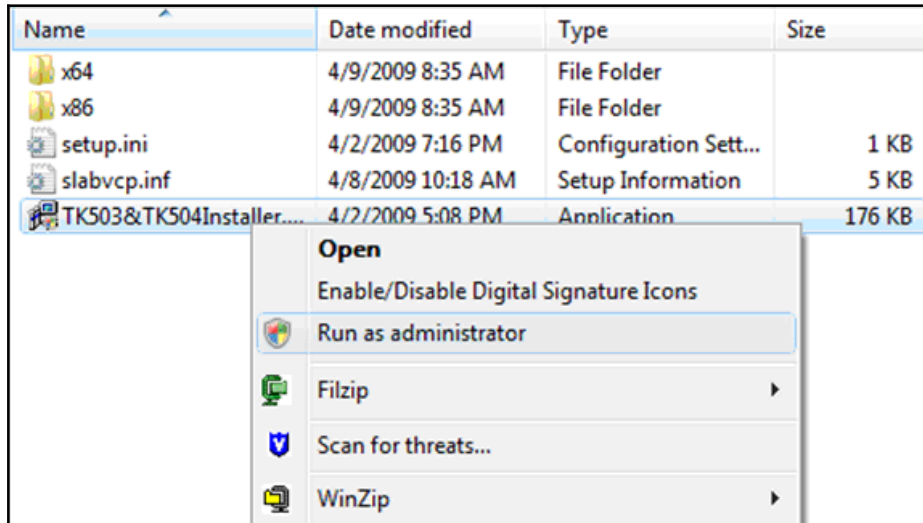 Name Date modified Type Size
x64 4/9/2009 8:35 AM File Folder
x86 4/9/2009 8:35 AM File Folder
setup.ini 4/2/2009 7:16 PM Configuration Sett... 1 KB
slabvcp.inf 4/8/2009 10:18 AM Setup Information 5 KB
TK503&TK504Installer.... 4/2/2009 5:08 PM Application 176 KB
Open
Enable/Disable Digital Signature Icons
Run as administrator
Filzip
Scan for threats...
WinZip